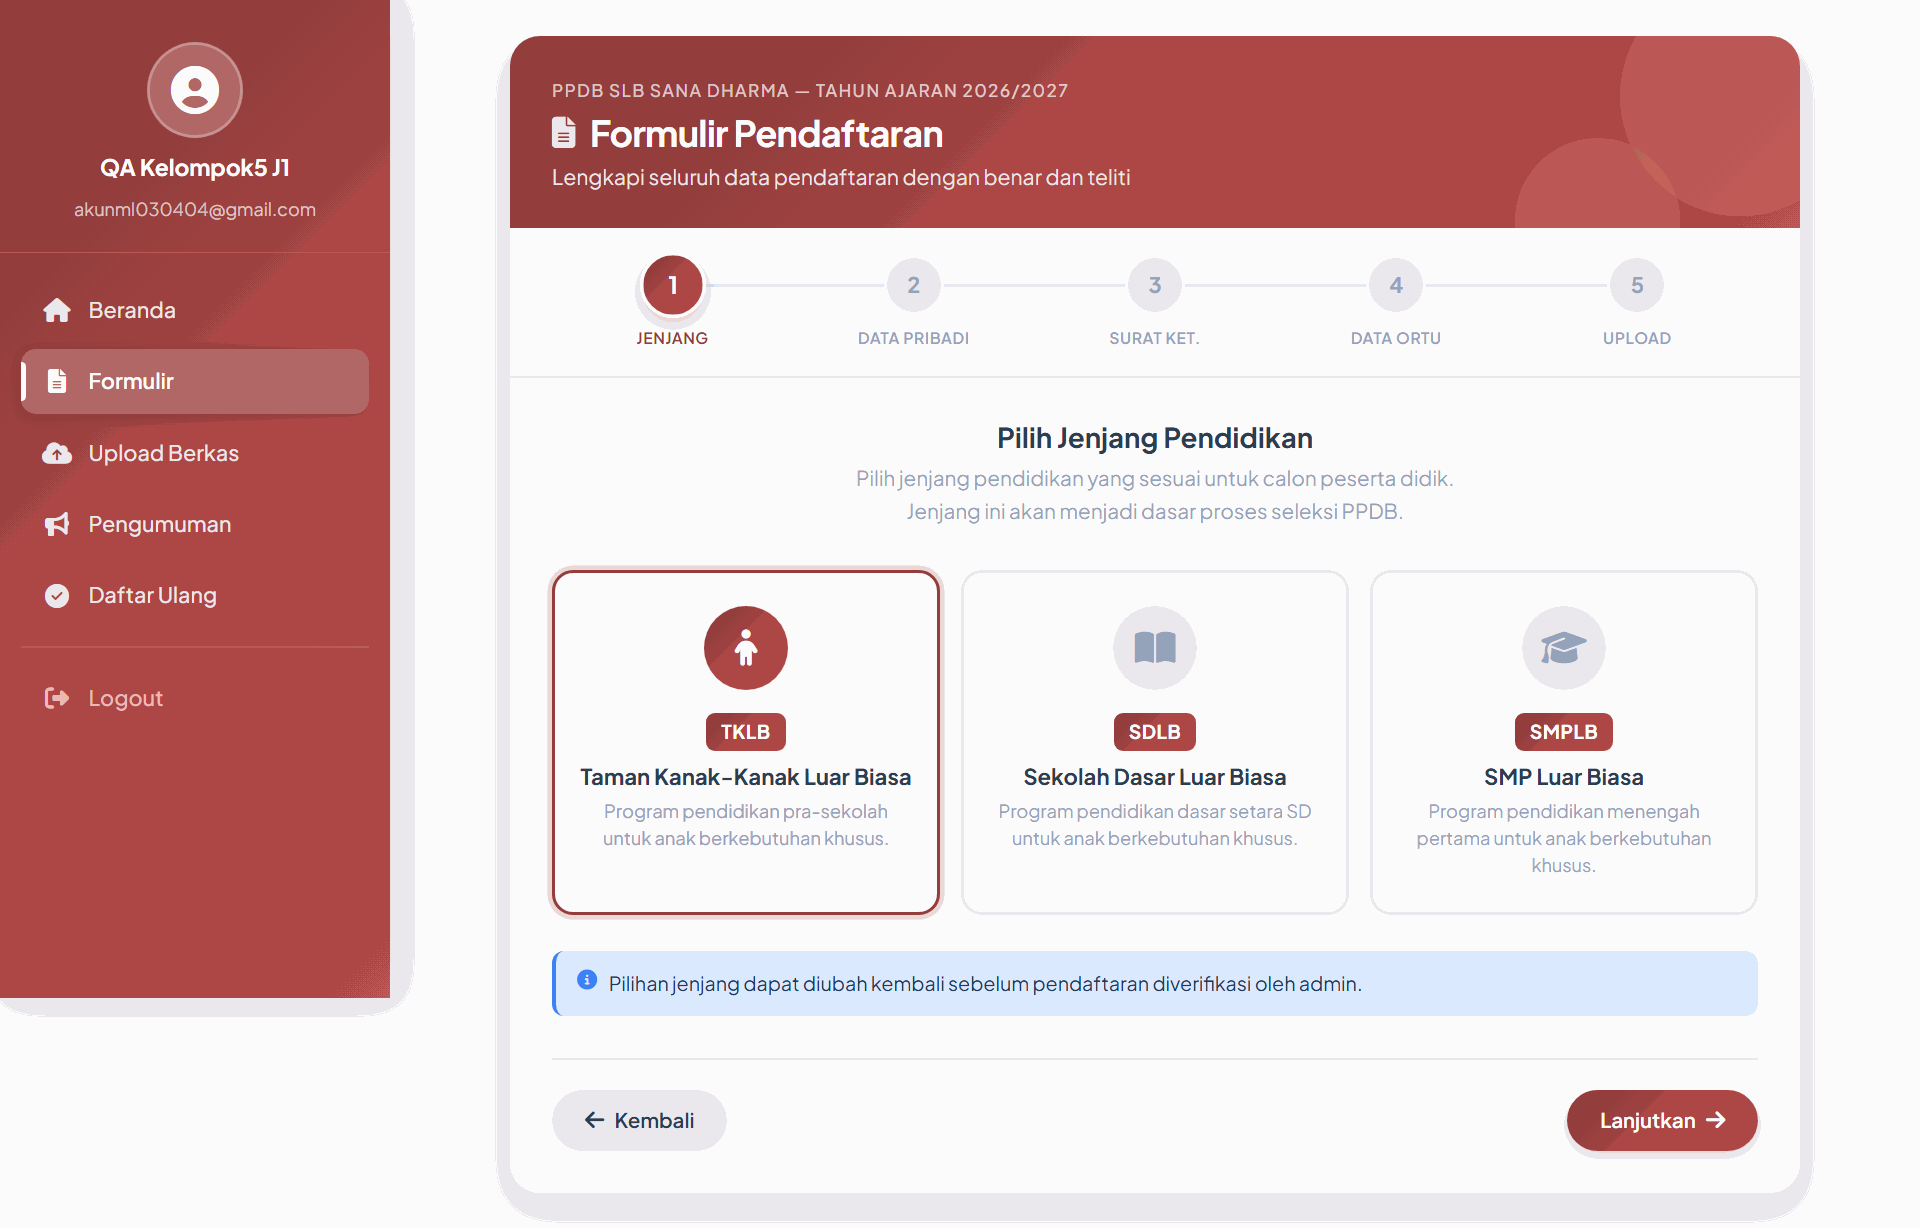 QA Kelompok5 J1
akunml030404@gmail.com
Beranda
Formulir
Upload Berkas
Pengumuman
Daftar Ulang
Logout
PPDB SLB SANA DHARMA — TAHUN AJARAN 2026/2027
Formulir Pendaftaran
Lengkapi seluruh data pendaftaran dengan benar dan teliti
1
JENJANG
2
DATA PRIBADI
3
SURAT KET.
4
DATA ORTU
5
UPLOAD
Pilih Jenjang Pendidikan
Pilih jenjang pendidikan yang sesuai untuk calon peserta didik.
Jenjang ini akan menjadi dasar proses seleksi PPDB.
TKLB
Taman Kanak-Kanak Luar Biasa
Program pendidikan pra-sekolah
untuk anak berkebutuhan khusus.
SDLB
Sekolah Dasar Luar Biasa
Program pendidikan dasar setara SD
untuk anak berkebutuhan khusus.
SMPLB
SMP Luar Biasa
Program pendidikan menengah
pertama untuk anak berkebutuhan
khusus.
Pilihan jenjang dapat diubah kembali sebelum pendaftaran diverifikasi oleh admin.
Kembali
Lanjutkan